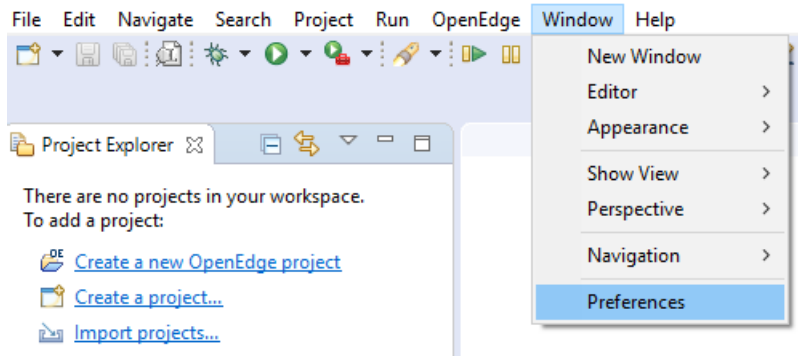 File Edit Navigate Search Project Run OpenEdge Window Help
New Window
Editor
Appearance
Show View
Perspective
Navigation
Preferences
Project Explorer
There are no projects in your workspace.
To add a project:
OE Create a new OpenEdge project
Create a project...
Import projects...